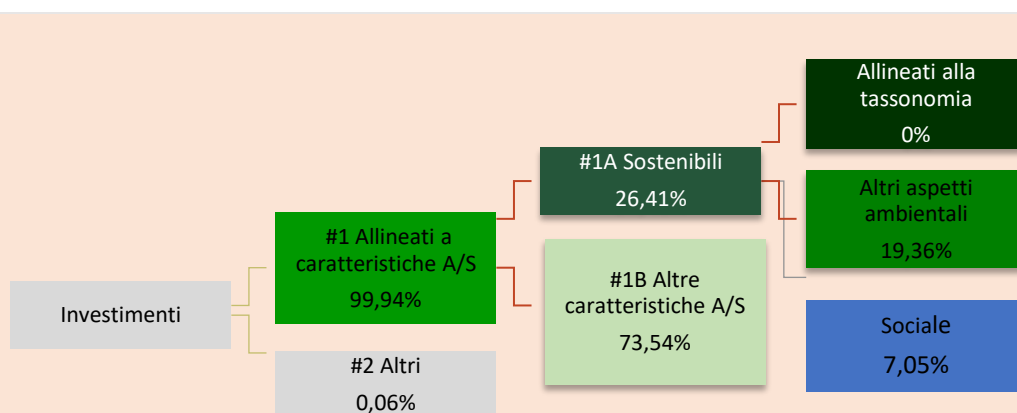 Investimenti
#1 Allineati a
caratteristiche A/S
99,94%
#2 Altri
0,06%
#1A Sostenibili
26,41%
#1B Altre
caratteristiche A/S
73,54%
Allineati alla
tassonomia
0%
Altri aspetti
ambientali
19,36%
Sociale
7,05%